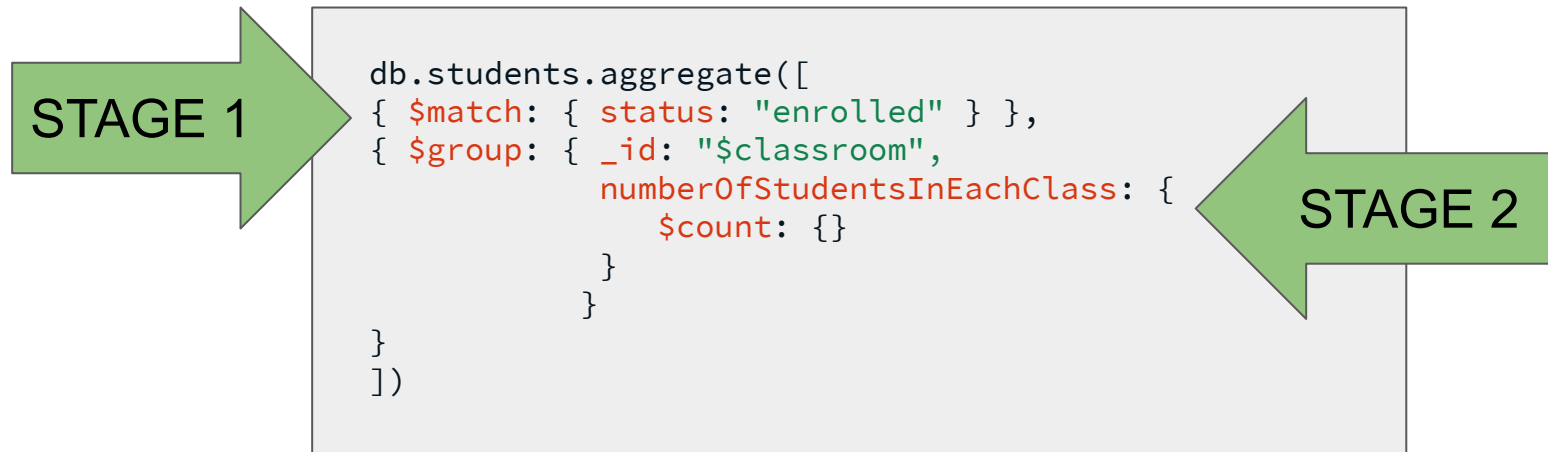 STAGE 1
db.students.aggregate([
{ $match: { status: "enrolled" } },
{ $group: { _id: "$classroom",
numberOfStudentsInEachClass: {
$count: {}
}
}
}
])
STAGE 2